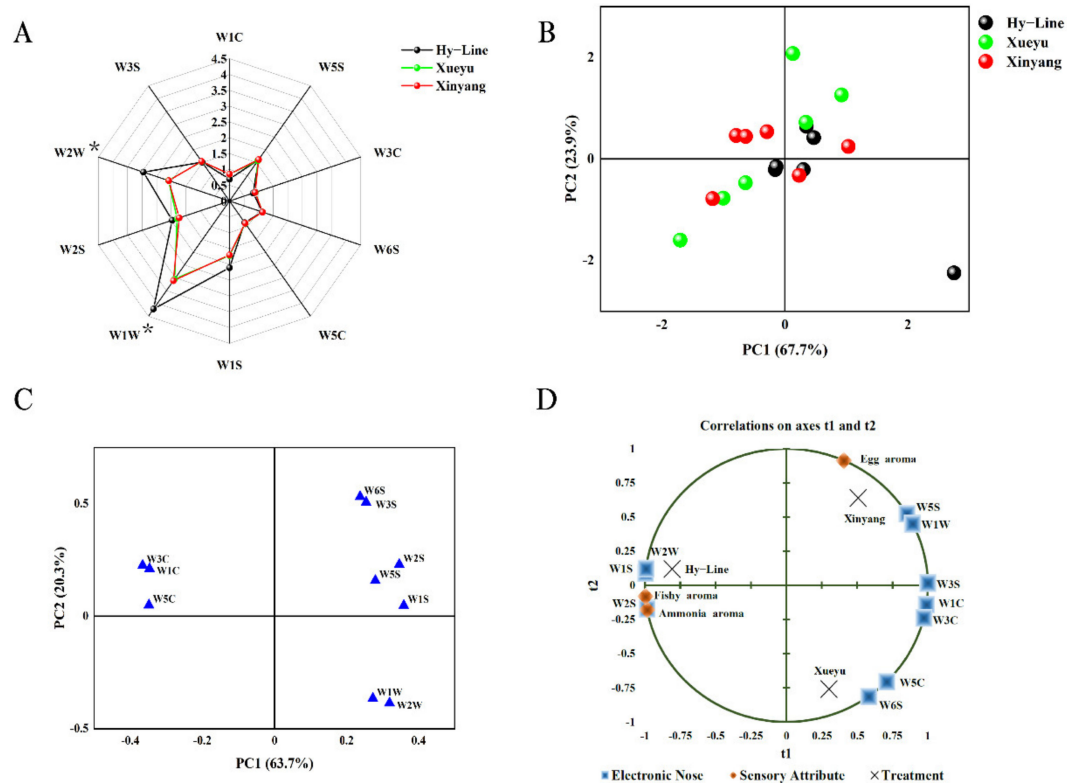 A
W1C
W5S
W3C
W6S
W5C
W1S
W1W *
W2S
W2W *
W3S
4.5
4
3.5
3
2.5
2
1.5
1
0.5
0
Hy-Line
Xueyu
Xinyang
B
Hy-Line
Xueyu
Xinyang
PC2 (23.9%)
2
0
-2
-2 0 2
PC1 (67.7%)
C
PC2 (20.3%)
0.5
0
-0.5
W6S
W3S
W3C
W1C
W2S
W5S
W5C
W1S
W1W
W2W
-0.4 -0.2 0 0.2 0.4
PC1 (63.7%)
D
Correlations on axes t1 and t2
t2
1
0.75
0.5
0.25
0
-0.25
-0.5
-0.75
-1
Egg aroma
Xinyang
W5S
W1W
W2W
W1S
Hy-Line
W3S
Fishy aroma
W2S
W1C
Ammonia aroma
W3C
Xueyu
W5C
W6S
-1 -0.75 -0.5 -0.25 0 0.25 0.5 0.75 1
t1
Electronic Nose Sensory Attribute Treatment